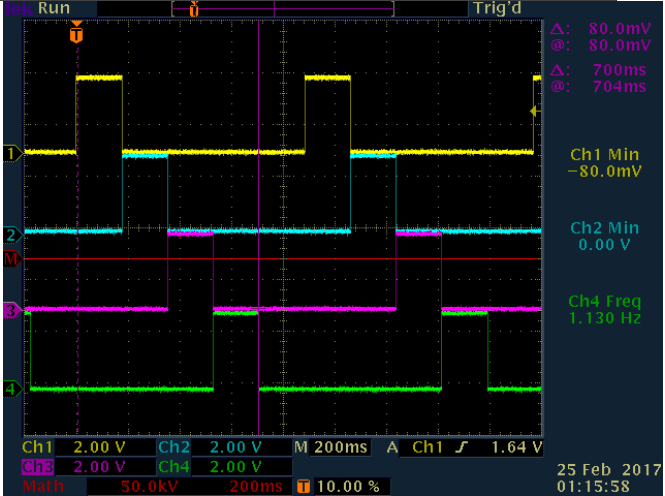 Tek Run Trig'd
T
Δ: 80.0mV
@: 80.0mV
Δ: 700ms
@: 704ms
1
Ch1 Min
−80.0mV
2
Ch2 Min
0.00 V
M
3
Ch4 Freq
1.130 Hz
4
Ch1 2.00 V Ch2 2.00 V M 200ms A Ch1 1.64 V
Ch3 2.00 V Ch4 2.00 V
Math 50.0kV 200ms T 10.00 %
25 Feb 2017
01:15:58